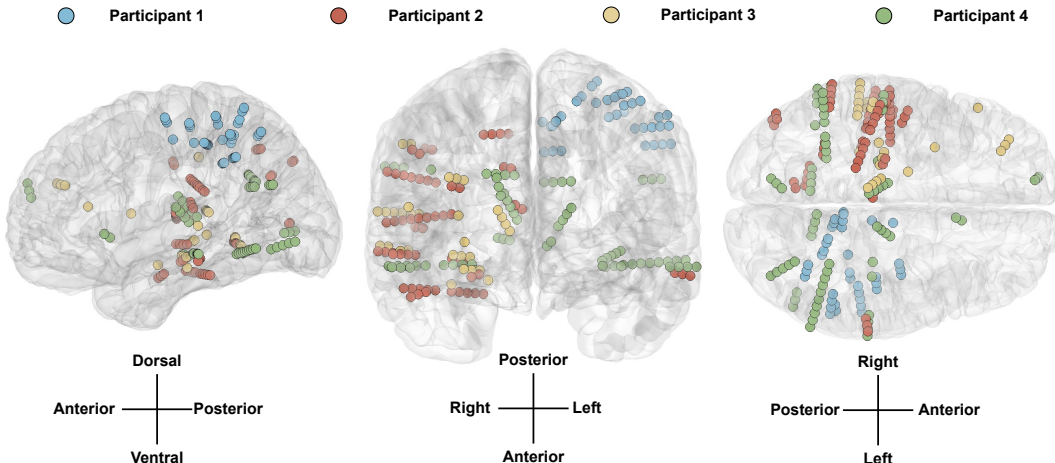 Participant 1 Participant 2 Participant 3 Participant 4
Dorsal
Anterior Posterior
Ventral
Posterior
Right Left
Anterior
Right
Posterior Anterior
Left